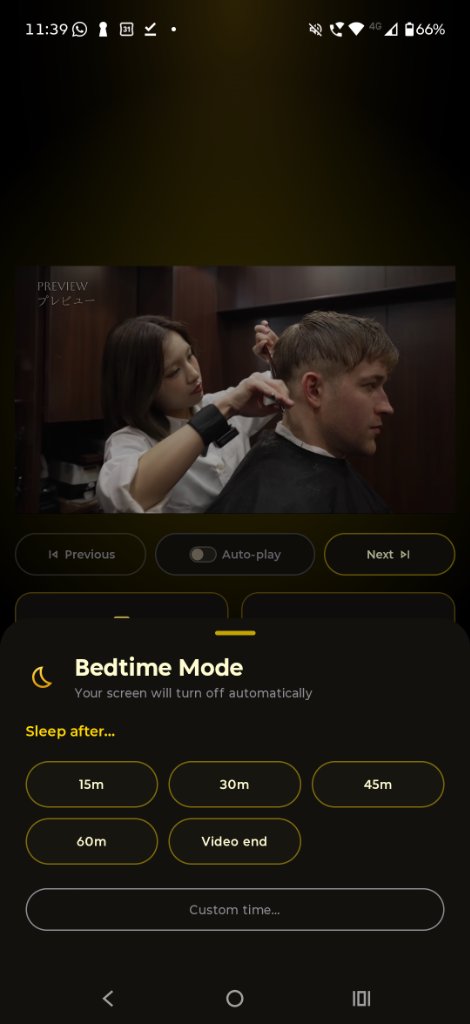 11:39 31 4G 66%
PREVIEW
プレビュー
Previous Auto-play Next
Bedtime Mode
Your screen will turn off automatically
Sleep after...
15m 30m 45m
60m Video end
Custom time...